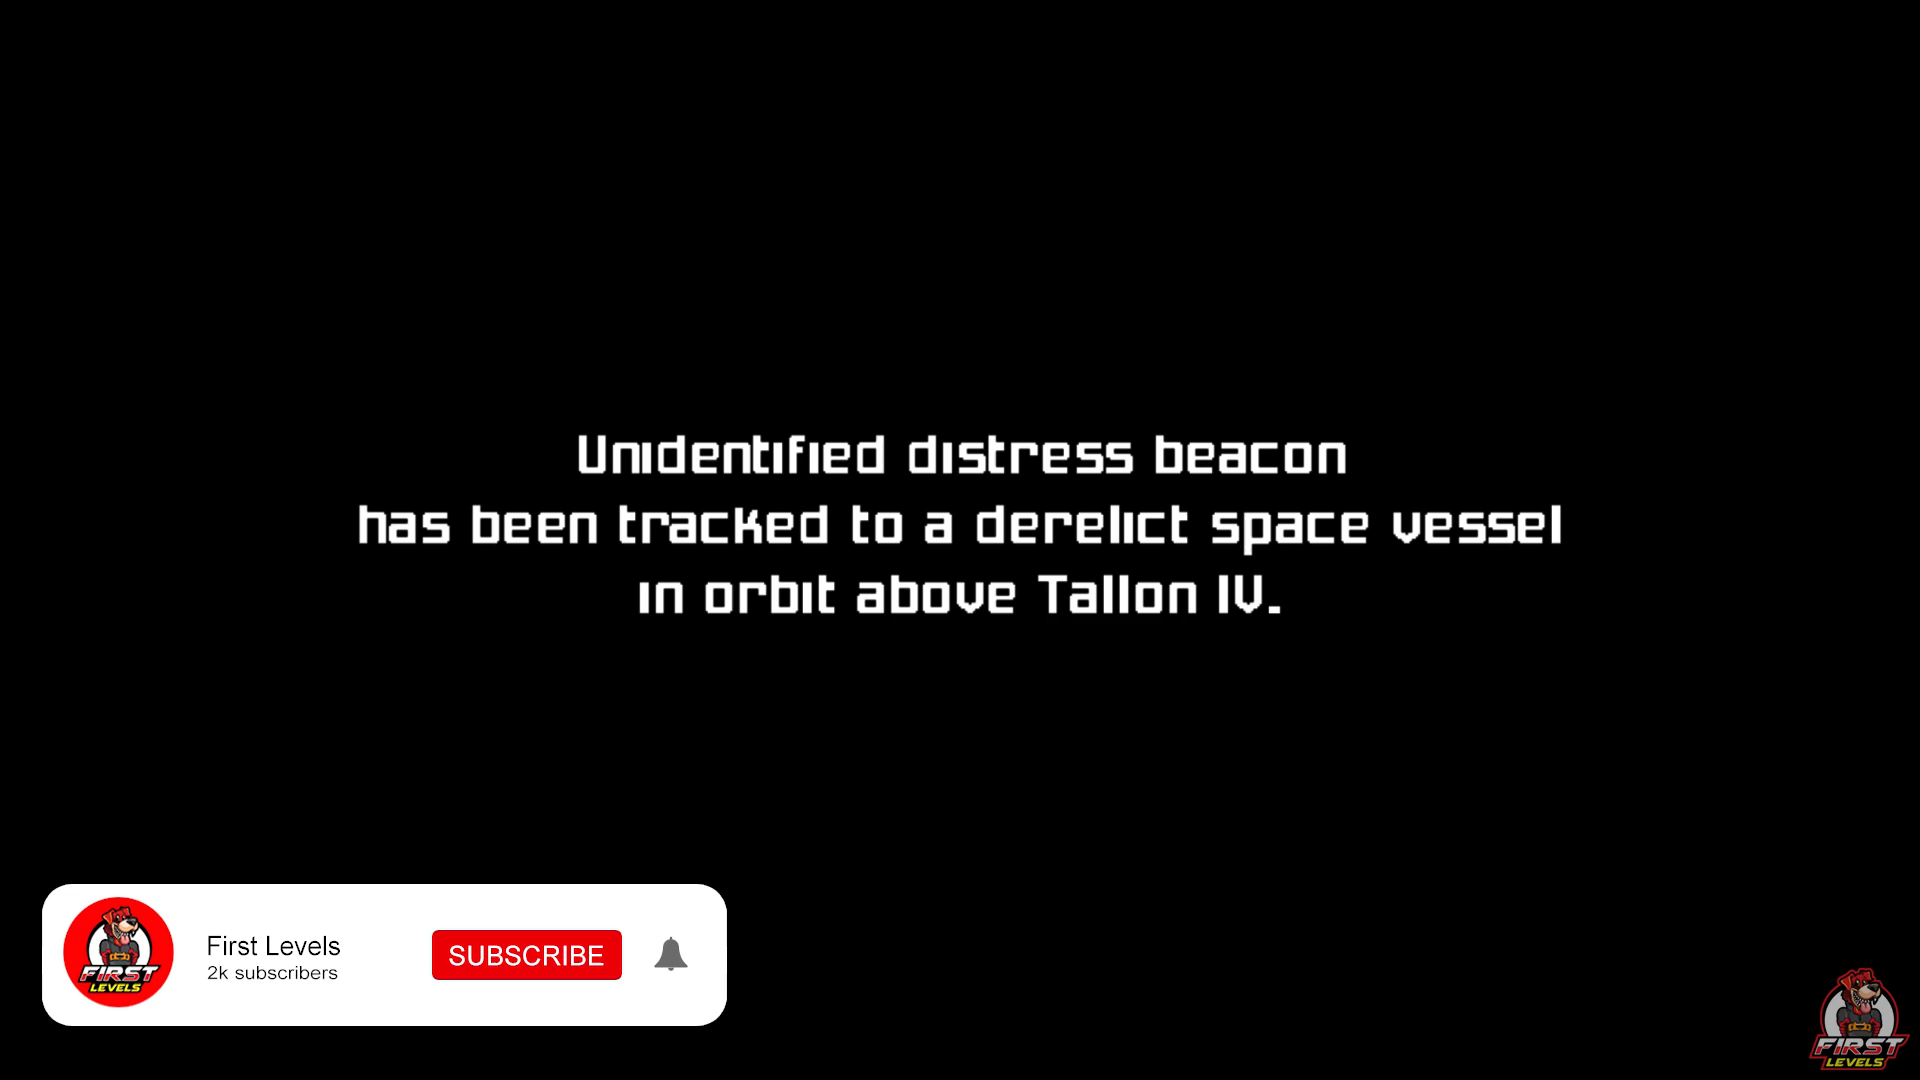 Unidentified distress beacon
has been tracked to a derelict space vessel
in orbit above Tallon IV.
First Levels
2k subscribers
SUBSCRIBE
FIRST
LEVELS
FIRST
LEVELS